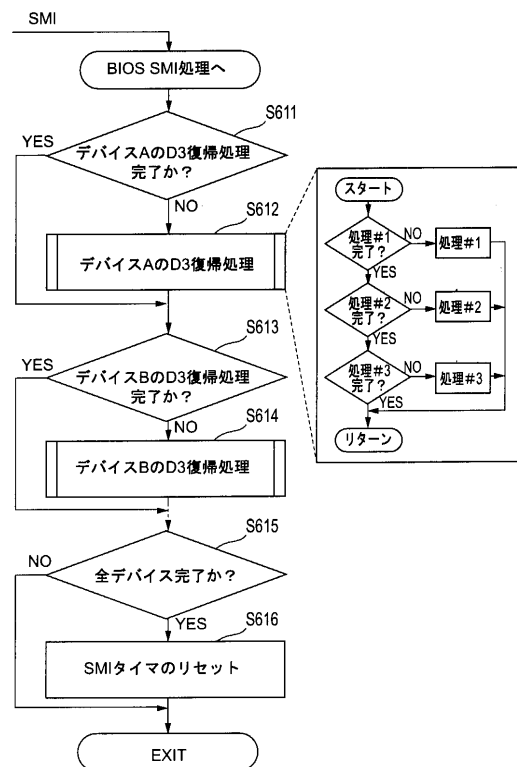 SMI
BIOS SMI処理へ
S611
YES
デバイスAのD3復帰処理
完了か？
NO
S612
デバイスAのD3復帰処理
S613
YES
デバイスBのD3復帰処理
完了か？
NO
S614
デバイスBのD3復帰処理
S615
NO
全デバイス完了か？
YES
S616
SMIタイマのリセット
EXIT
スタート
処理#1
完了？
NO
処理#1
YES
処理#2
完了？
NO
処理#2
YES
処理#3
完了？
NO
処理#3
YES
リターン